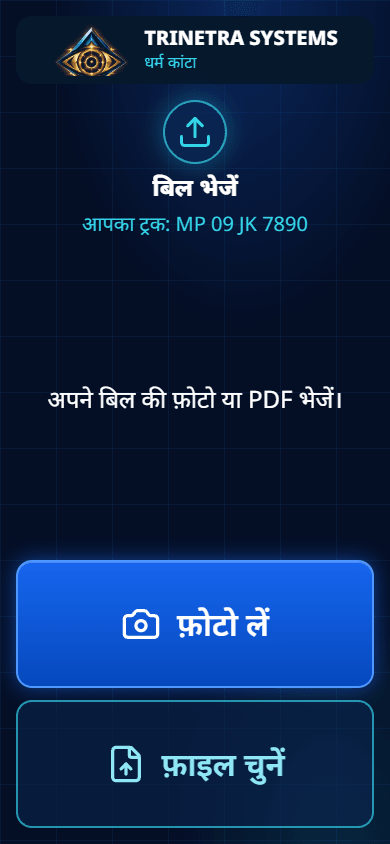 TRINETRA SYSTEMS
धर्म कांटा
बिल भेजें
आपका ट्रक: MP 09 JK 7890
अपने बिल की फ़ोटो या PDF भेजें।
फ़ोटो लें
फ़ाइल चुनें